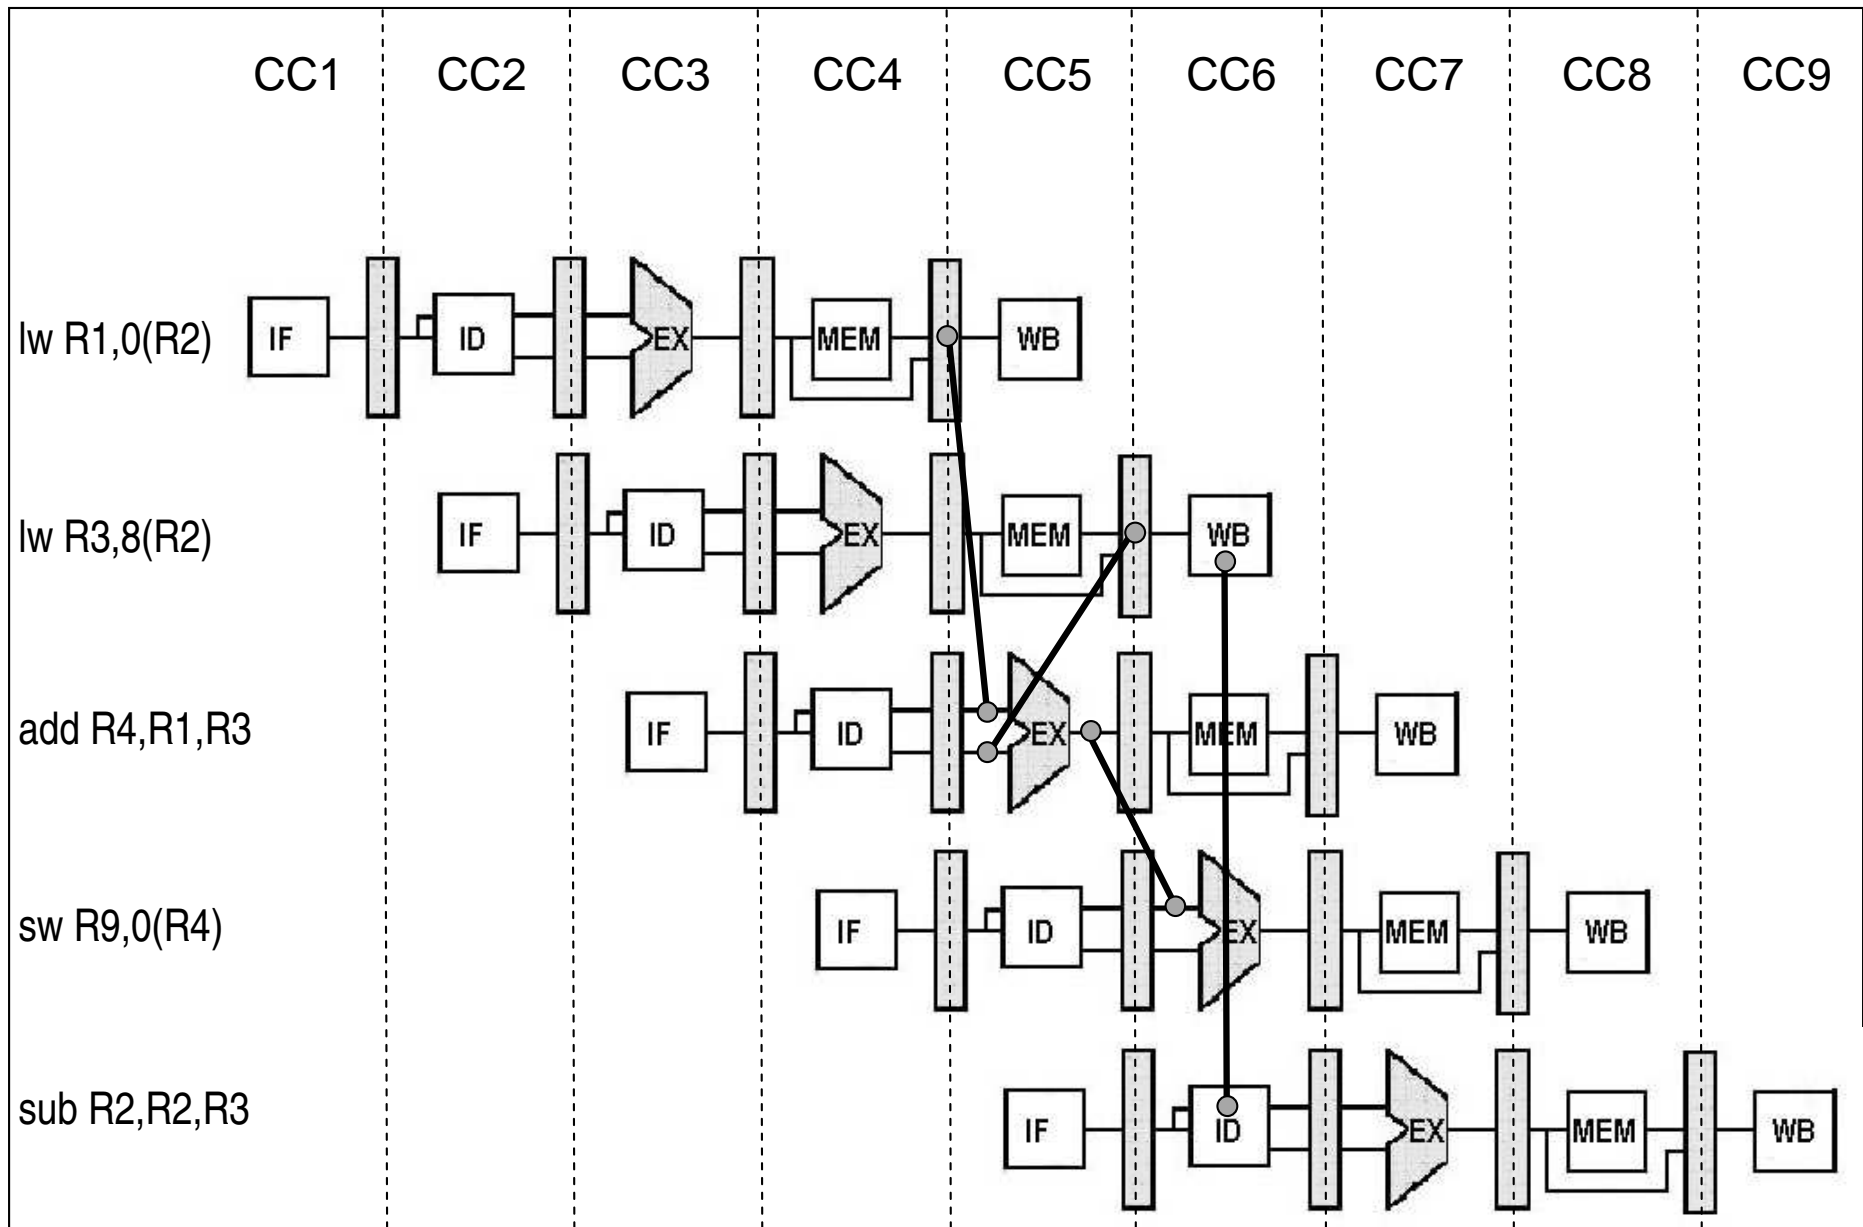 CC1 CC2 CC3 CC4 CC5 CC6 CC7 CC8 CC9
lw R1,0(R2) IF ID EX MEM WB
lw R3,8(R2) IF ID EX MEM WB
add R4,R1,R3 IF ID EX MEM WB
sw R9,0(R4) IF ID EX MEM WB
sub R2,R2,R3 IF ID EX MEM WB